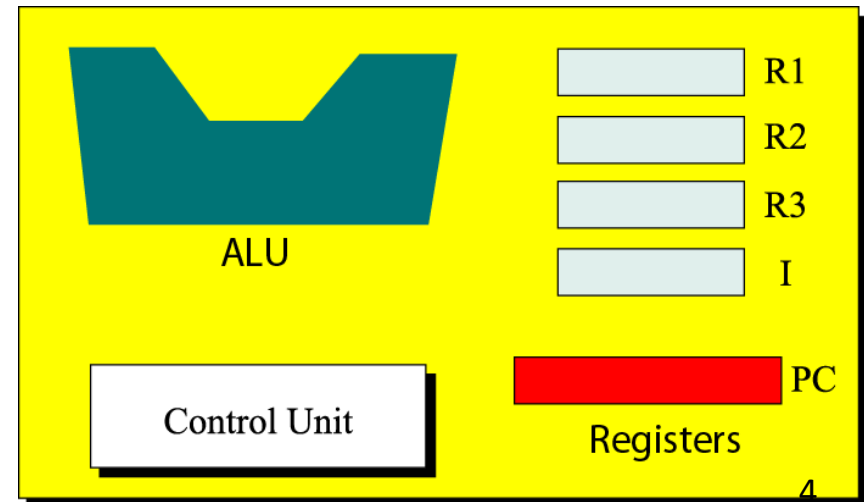 R1
R2
R3
I
ALU
PC
Control Unit
Registers
4